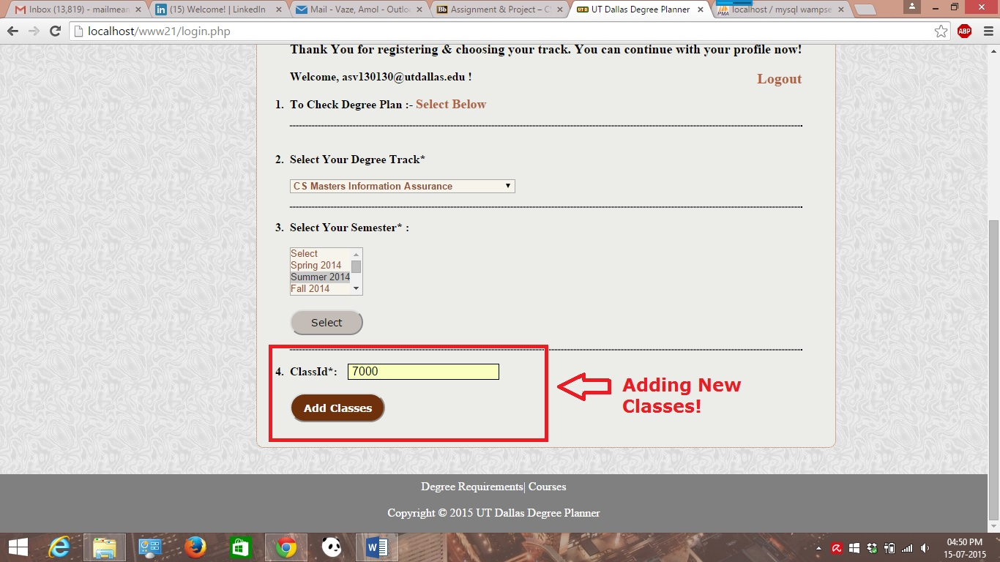 Inbox (13,819) - mailmean
(15) Welcome! | LinkedIn
Mail - Vaze, Amol - Outlo
Bb Assignment & Project – C
UTD UT Dallas Degree Planner
PMA localhost / mysql wampse
localhost/www21/login.php
ABP
Thank You for registering & choosing your track. You can continue with your profile now!
Welcome, asv130130@utdallas.edu !
Logout
1. To Check Degree Plan :- Select Below
2. Select Your Degree Track*
CS Masters Information Assurance
3. Select Your Semester* :
Select
Spring 2014
Summer 2014
Fall 2014
Select
4. ClassId*: 7000
Add Classes
Adding New
Classes!
Degree Requirements| Courses
Copyright © 2015 UT Dallas Degree Planner
04:50 PM
15-07-2015